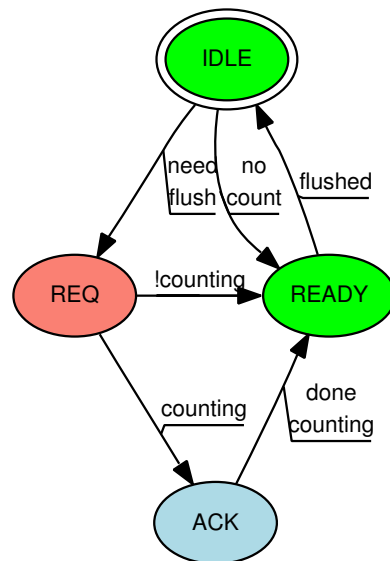 IDLE
need
flush
no
count
flushed
REQ
!counting
READY
counting
done
counting
ACK